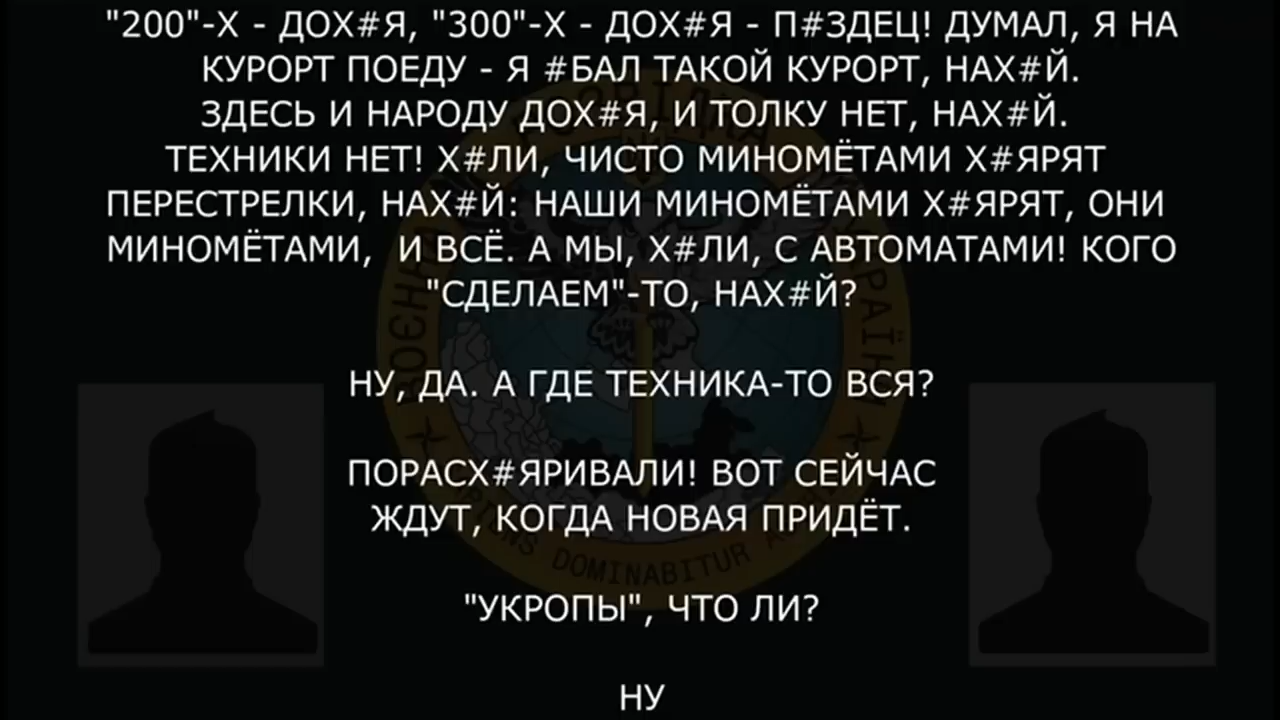 "200"-Х - ДОХ#Я, "300"-Х - ДОХ#Я - П#ЗДЕЦ! ДУМАЛ, Я НА
КУРОРТ ПОЕДУ - Я #БАЛ ТАКОЙ КУРОРТ, НАХ#Й.
ЗДЕСЬ И НАРОДУ ДОХ#Я, И ТОЛКУ НЕТ, НАХ#Й.
ТЕХНИКИ НЕТ! Х#ЛИ, ЧИСТО МИНОМЁТАМИ Х#ЯРЯТ
ПЕРЕСТРЕЛКИ, НАХ#Й: НАШИ МИНОМЁТАМИ Х#ЯРЯТ, ОНИ
МИНОМЁТАМИ, И ВСЁ. А МЫ, Х#ЛИ, С АВТОМАТАМИ! КОГО
"СДЕЛАЕМ"-ТО, НАХ#Й?
НУ, ДА. А ГДЕ ТЕХНИКА-ТО ВСЯ?
ПОРАСХ#ЯРИВАЛИ! ВОТ СЕЙЧАС
ЖДУТ, КОГДА НОВАЯ ПРИДЁТ.
"УКРОПЫ", ЧТО ЛИ?
НУ
DOMINABITUR